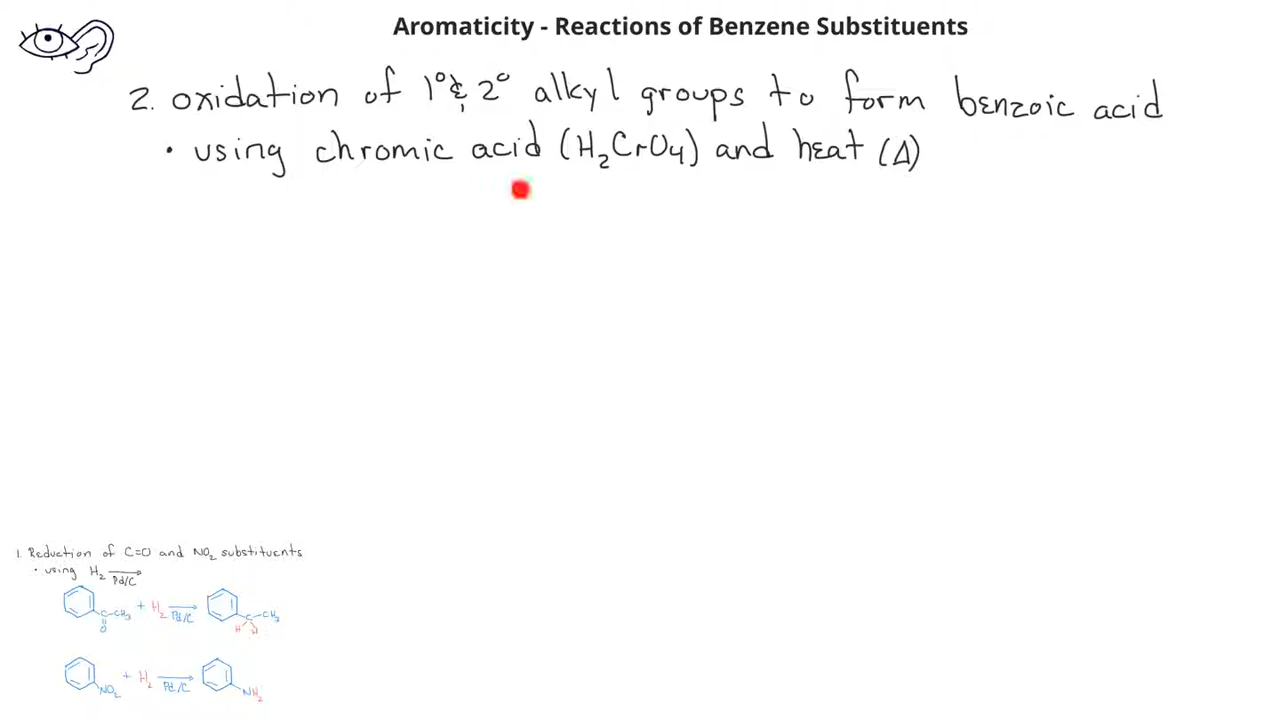 Aromaticity - Reactions of Benzene Substituents
2. oxidation of 1° & 2° alkyl groups to form benzoic acid
• using chromic acid (H₂CrO₄) and heat (Δ)
1. Reduction of C=O and NO₂ substituents
• using H₂ Pd/C
C-CH₃ + H₂ Pd/C C-CH₃
O H H
NO₂ + H₂ Pd/C NH₂